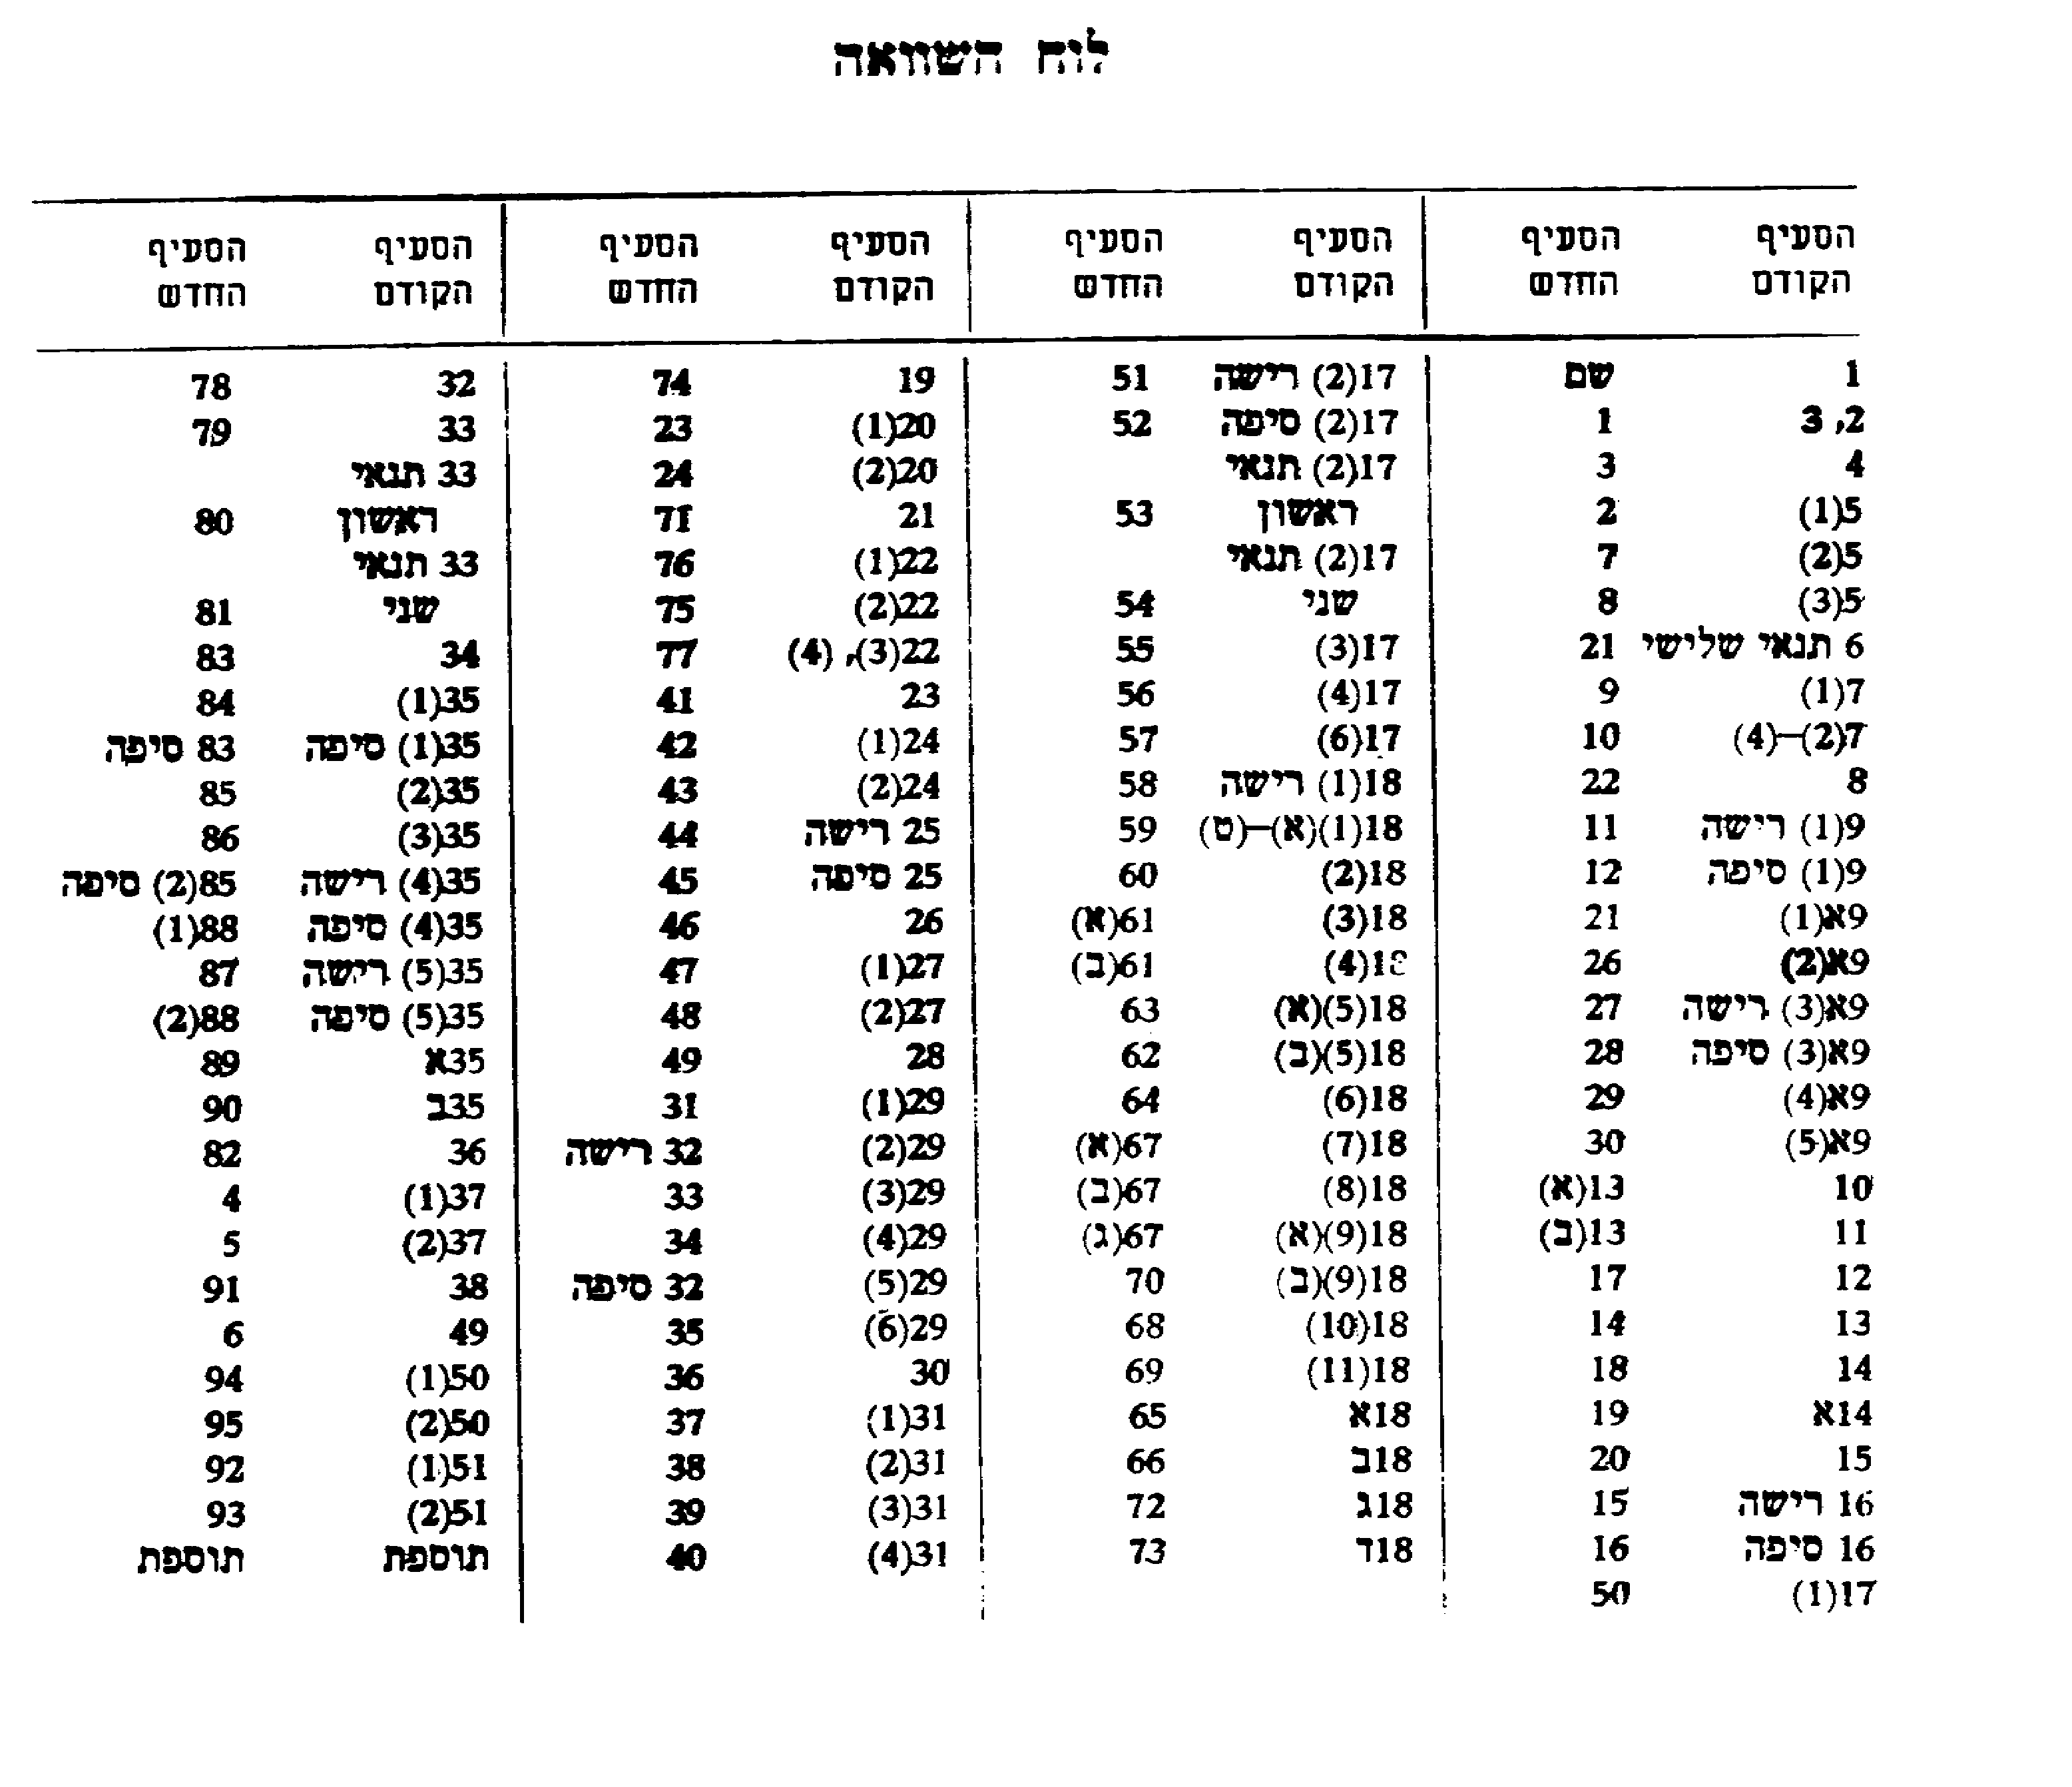 לוח השוואה
הסעיף הסעיף
הקודם החדש
1 שם
2, 3 1
4 3
5(1) 2
5(2) 7
5(3) 8
6 תנאי שלישי 21
7(1) 9
7(2)–(4) 10
8 22
9(1) רישה 11
9(1) סיפה 12
9א(1) 21
9א(2) 26
9א(3) רישה 27
9א(3) סיפה 28
9א(4) 29
9א(5) 30
10 13(א)
11 13(ב)
12 17
13 14
14 18
14א 19
15 20
16 רישה 15
16 סיפה 16
17(1) 50
הסעיף הסעיף
הקודם החדש
17(2) רישה 51
17(2) סיפה 52
17(2) תנאי
ראשון 53
17(2) תנאי
שני 54
17(3) 55
17(4) 56
17(6) 57
18(1) רישה 58
18(1)(א)–(ט) 59
18(2) 60
18(3) 61(א)
18(4) 61(ב)
18(5)(א) 63
18(5)(ב) 62
18(6) 64
18(7) 67(א)
18(8) 67(ב)
18(9)(א) 67(ג)
18(9)(ב) 70
18(10) 68
18(11) 69
18א 65
18ב 66
18ג 72
18ד 73
הסעיף הסעיף
הקודם החדש
19 74
20(1) 23
20(2) 24
21 71
22(1) 76
22(2) 75
22(3), (4) 77
23 41
24(1) 42
24(2) 43
25 רישה 44
25 סיפה 45
26 46
27(1) 47
27(2) 48
28 49
29(1) 31
29(2) 32 רישה
29(3) 33
29(4) 34
29(5) 32 סיפה
29(6) 35
30 36
31(1) 37
31(2) 38
31(3) 39
31(4) 40
הסעיף הסעיף
הקודם החדש
32 78
33 79
33 תנאי
ראשון 80
33 תנאי
שני 81
34 83
35(1) 84
35(1) סיפה 83 סיפה
35(2) 85
35(3) 86
35(4) רישה 85(2) סיפה
35(4) סיפה 88(1)
35(5) רישה 87
35(5) סיפה 88(2)
35א 89
35ב 90
36 82
37(1) 4
37(2) 5
38 91
49 6
50(1) 94
50(2) 95
51(1) 92
51(2) 93
תוספת תוספת